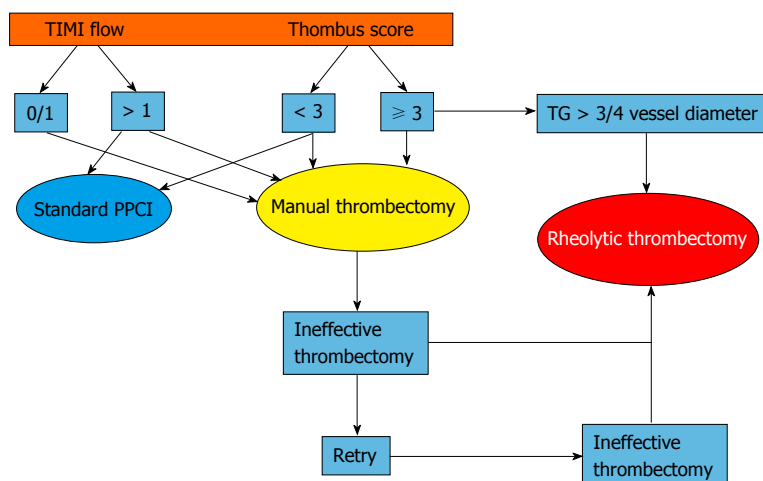 TIMI flow
Thombus score
0/1
> 1
< 3
⩾ 3
TG > 3/4 vessel diameter
Standard PPCI
Manual thrombectomy
Rheolytic thrombectomy
Ineffective
thrombectomy
Retry
Ineffective
thrombectomy